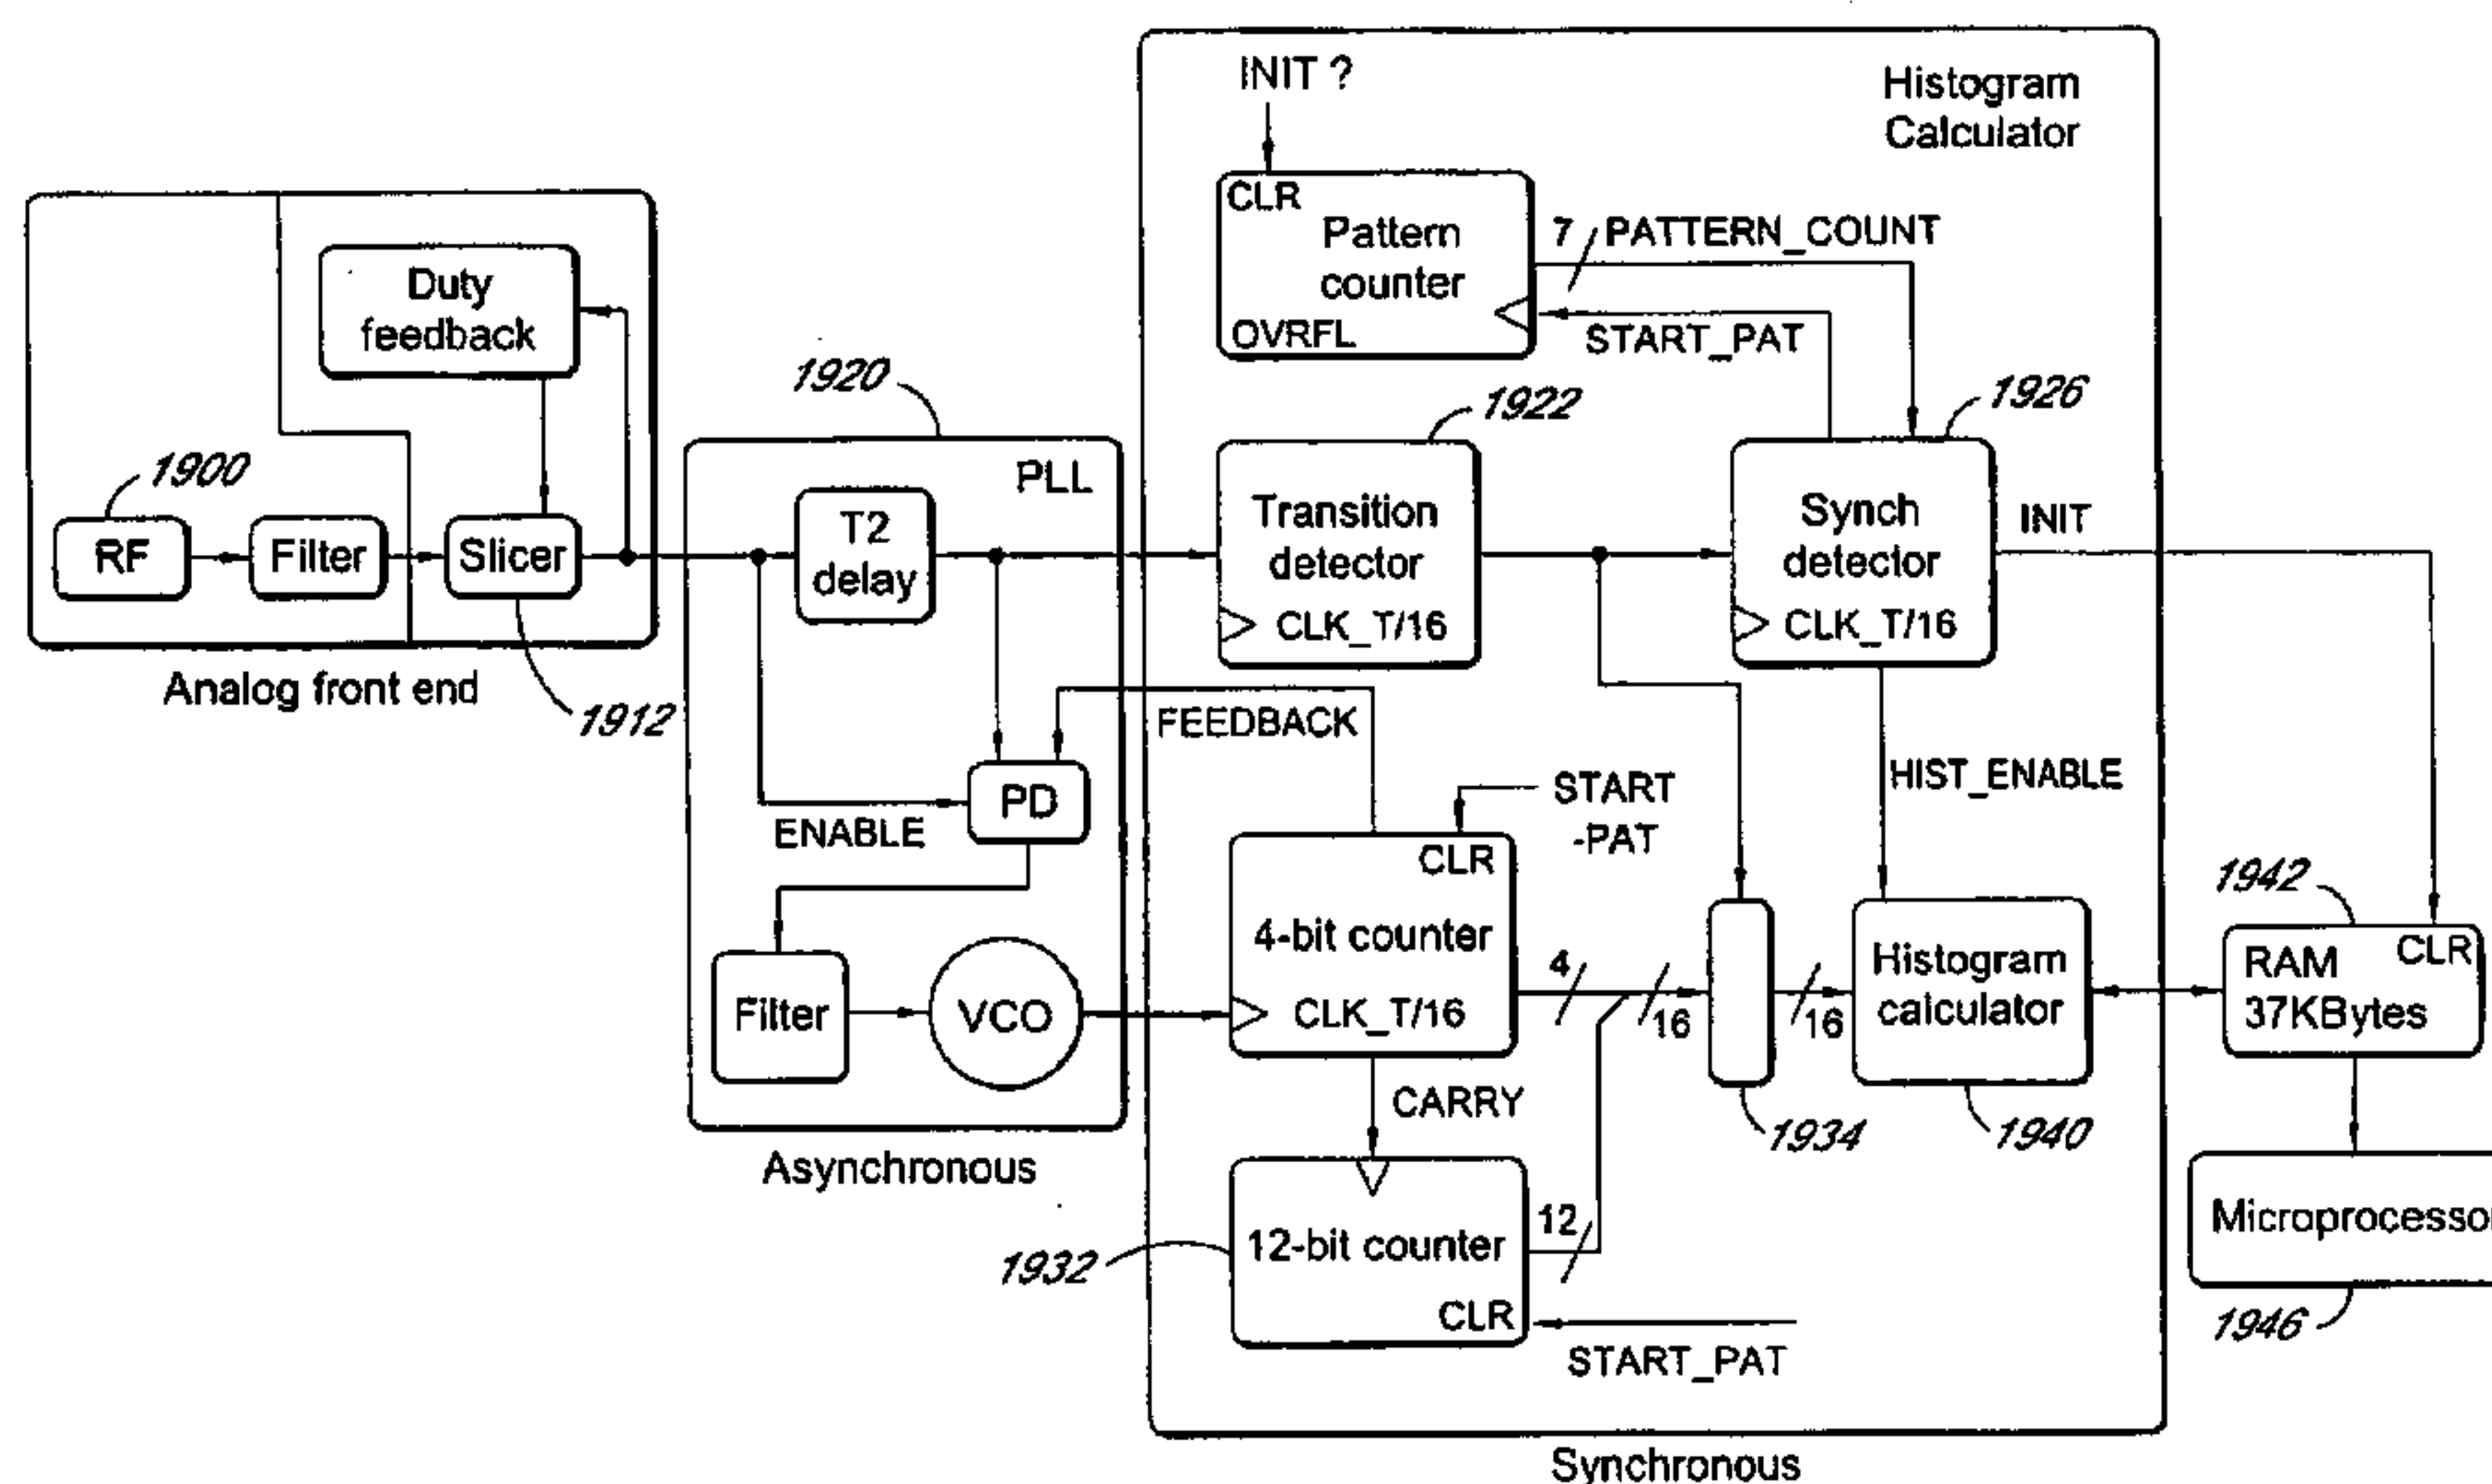 INIT ?
Histogram
Calculator
CLR
Pattern
counter
OVRFL
7
PATTERN_COUNT
START_PAT
Duty
feedback
1920
1922
1926
1900
RF
Filter
Slicer
PLL
T2
delay
Transition
detector
CLK_T/16
Synch
detector
CLK_T/16
INIT
Analog front end
1912
FEEDBACK
PD
ENABLE
START
-PAT
HIST_ENABLE
CLR
4-bit counter
CLK_T/16
4
16
16
Histogram
calculator
1942
CLR
RAM
37KBytes
Filter
VCO
CARRY
1934
1940
Asynchronous
12-bit counter
12
1932
CLR
START_PAT
Microprocessor
1946
Synchronous